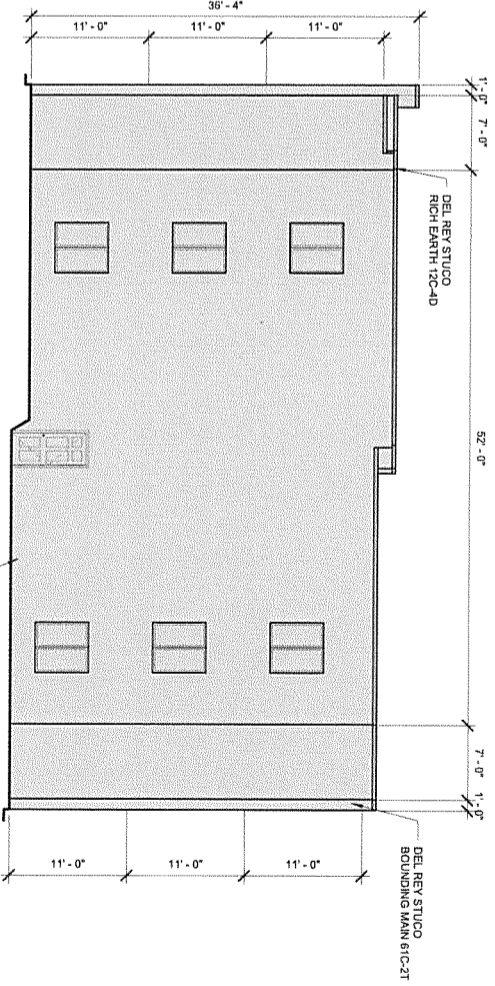 36' - 4"
11' - 0"
11' - 0"
11' - 0"
1' - 0"
7' - 0"
DEL REY STUCO
RICH EARTH 12C-4D
52' - 0"
7' - 0"
1' - 0"
DEL REY STUCO
BOUNDING MAIN 61C-2T
11' - 0"
11' - 0"
11' - 0"